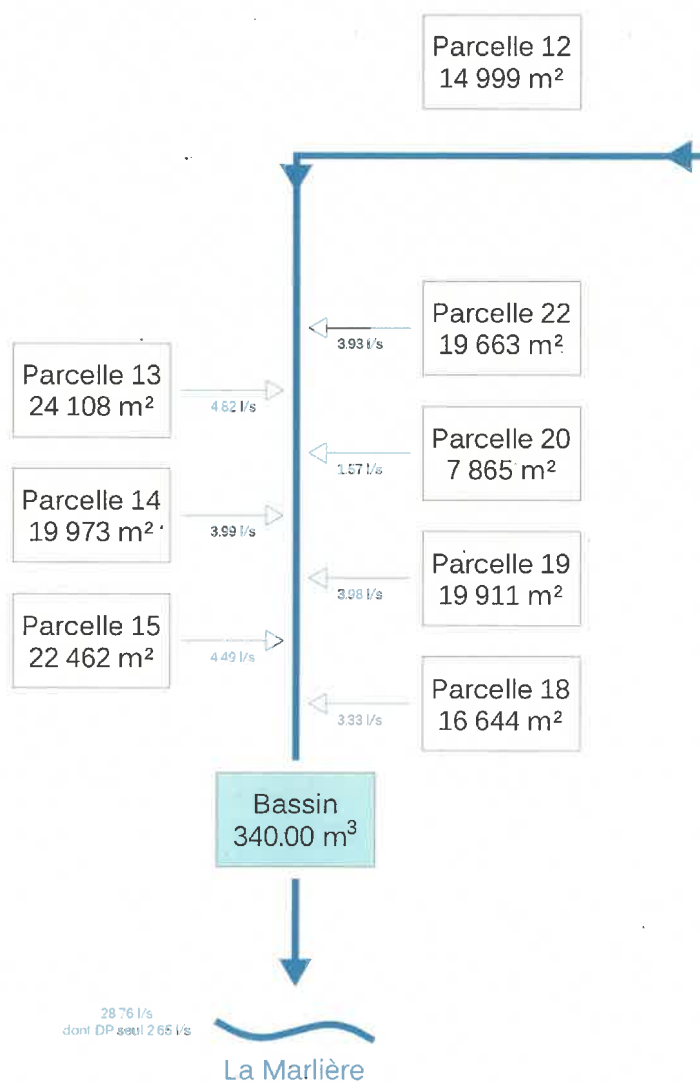 Parcelle 12
14 999 m²
Parcelle 22
19 663 m²
3.93 l/s
Parcelle 13
24 108 m²
4.82 l/s
Parcelle 20
7 865 m²
1.57 l/s
Parcelle 14
19 973 m²
3.99 l/s
Parcelle 19
19 911 m²
3.98 l/s
Parcelle 15
22 462 m²
4.49 l/s
Parcelle 18
16 644 m²
3.33 l/s
Bassin
340.00 m³
28.76 l/s
dont DP seul 2.65 l/s
La Marlière